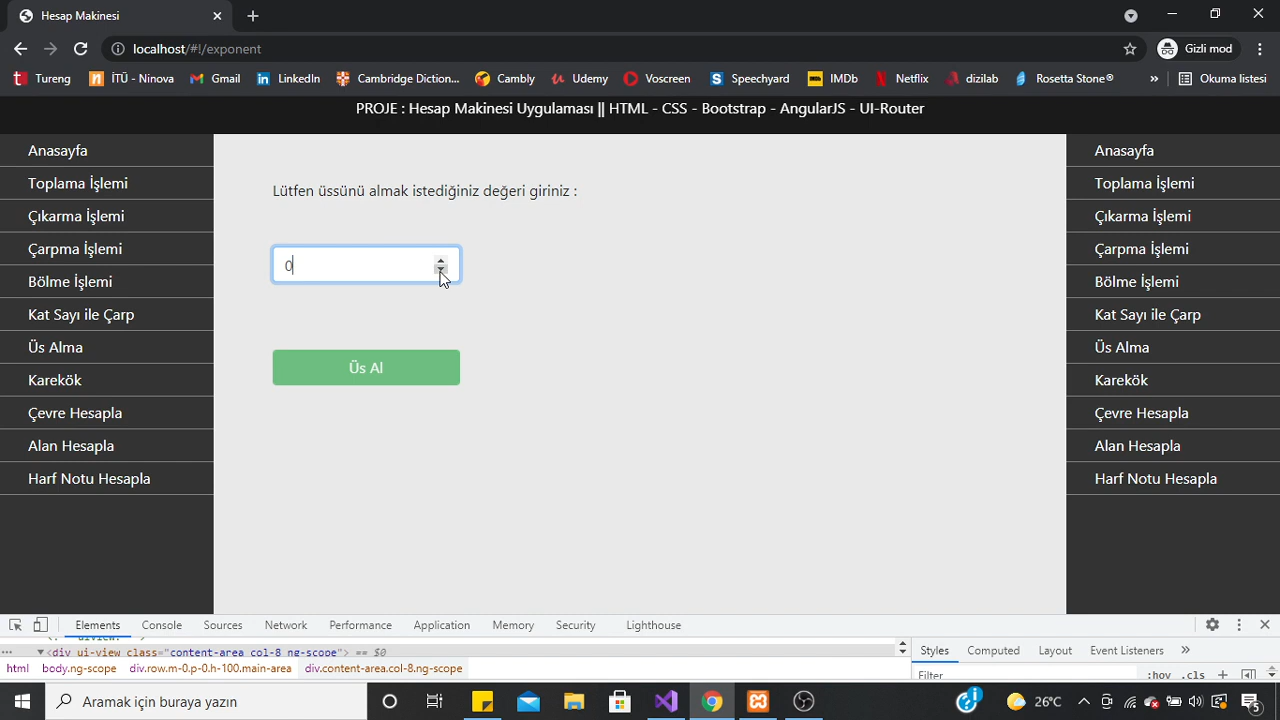 Hesap Makinesi
localhost/#!/exponent
Gizli mod
Tureng
İTÜ - Ninova
Gmail
LinkedIn
Cambridge Diction...
Cambly
Udemy
Voscreen
Speechyard
IMDb
Netflix
dizilab
Rosetta Stone®
»
Okuma listesi
PROJE : Hesap Makinesi Uygulaması || HTML - CSS - Bootstrap - AngularJS - UI-Router
Anasayfa
Toplama İşlemi
Çıkarma İşlemi
Çarpma İşlemi
Bölme İşlemi
Kat Sayı ile Çarp
Üs Alma
Karekök
Çevre Hesapla
Alan Hesapla
Harf Notu Hesapla
Lütfen üssünü almak istediğiniz değeri giriniz :
0
Üs Al
Anasayfa
Toplama İşlemi
Çıkarma İşlemi
Çarpma İşlemi
Bölme İşlemi
Kat Sayı ile Çarp
Üs Alma
Karekök
Çevre Hesapla
Alan Hesapla
Harf Notu Hesapla
Elements
Console
Sources
Network
Performance
Application
Memory
Security
Lighthouse
<div ui-view class="content-area col-8 ng-scope"> == $0
html body.ng-scope div.row.m-0.p-0.h-100.main-area div.content-area.col-8.ng-scope
Styles
Computed
Layout
Event Listeners
»
Filter
:hov .cls +
Aramak için buraya yazın
26°C
5